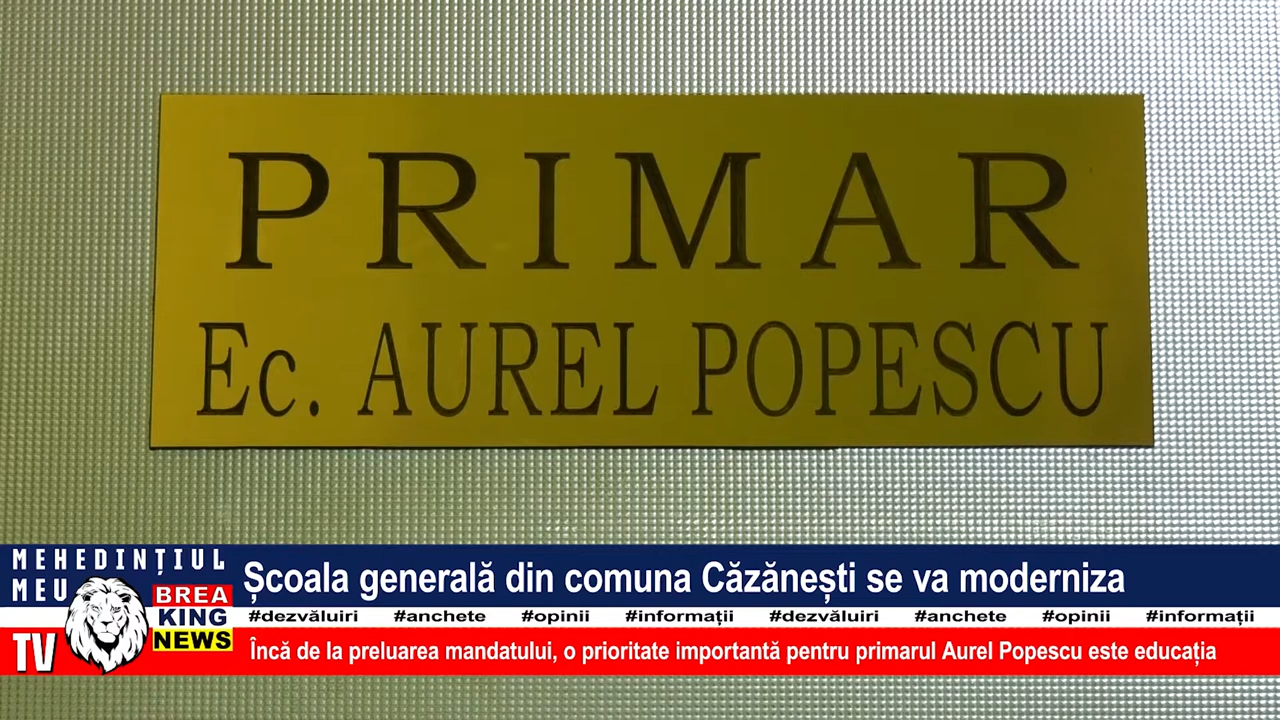 PRIMAR
Ec. AUREL POPESCU
MEHEDINȚIUL
MEU
TV
BREA
KING
NEWS
Școala generală din comuna Căzănești se va moderniza
#dezvăluiri #anchete #opinii #informații #dezvăluiri #anchete #opinii #informații
Încă de la preluarea mandatului, o prioritate importantă pentru primarul Aurel Popescu este educația